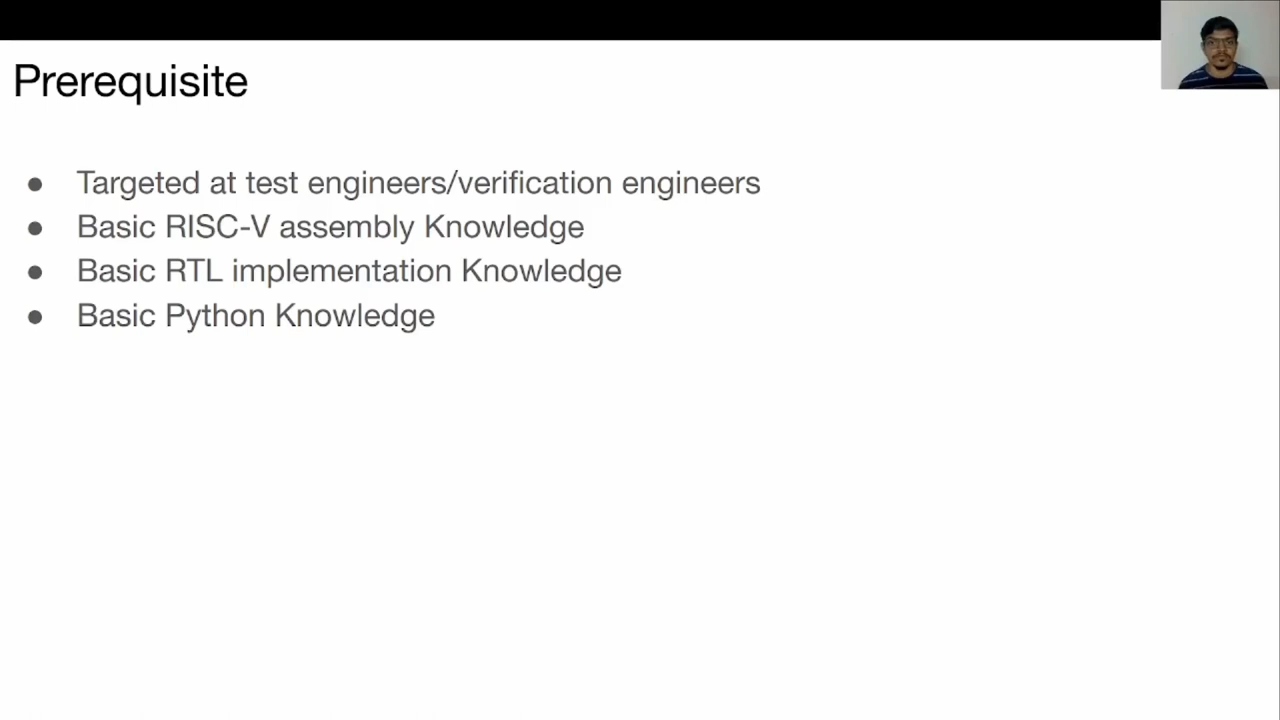 Prerequisite
● Targeted at test engineers/verification engineers
● Basic RISC-V assembly Knowledge
● Basic RTL implementation Knowledge
● Basic Python Knowledge